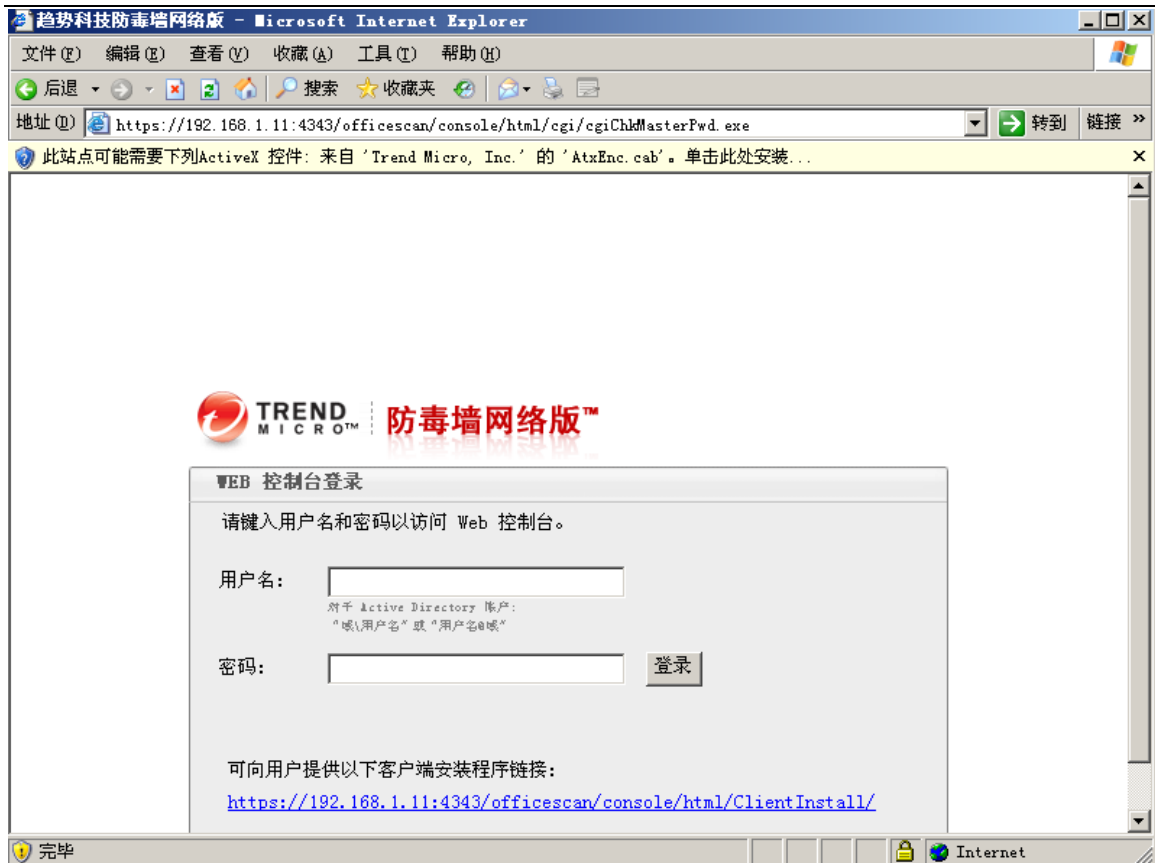 趋势科技防毒墙网络版 - Microsoft Internet Explorer
文件(F) 编辑(E) 查看(V) 收藏(A) 工具(T) 帮助(H)
后退 搜索 收藏夹
地址(D) https://192.168.1.11:4343/officescan/console/html/cgi/cgiChkMasterPwd.exe 转到 链接 »
此站点可能需要下列ActiveX 控件: 来自 'Trend Micro, Inc.' 的 'AtxEnc.cab'。单击此处安装...
TREND MICRO™ 防毒墙网络版™
WEB 控制台登录
请键入用户名和密码以访问 Web 控制台。
用户名:
对于 Active Directory 帐户:
"域\用户名" 或 "用户名@域"
密码: 登录
可向用户提供以下客户端安装程序链接:
https://192.168.1.11:4343/officescan/console/html/ClientInstall/
完毕 Internet